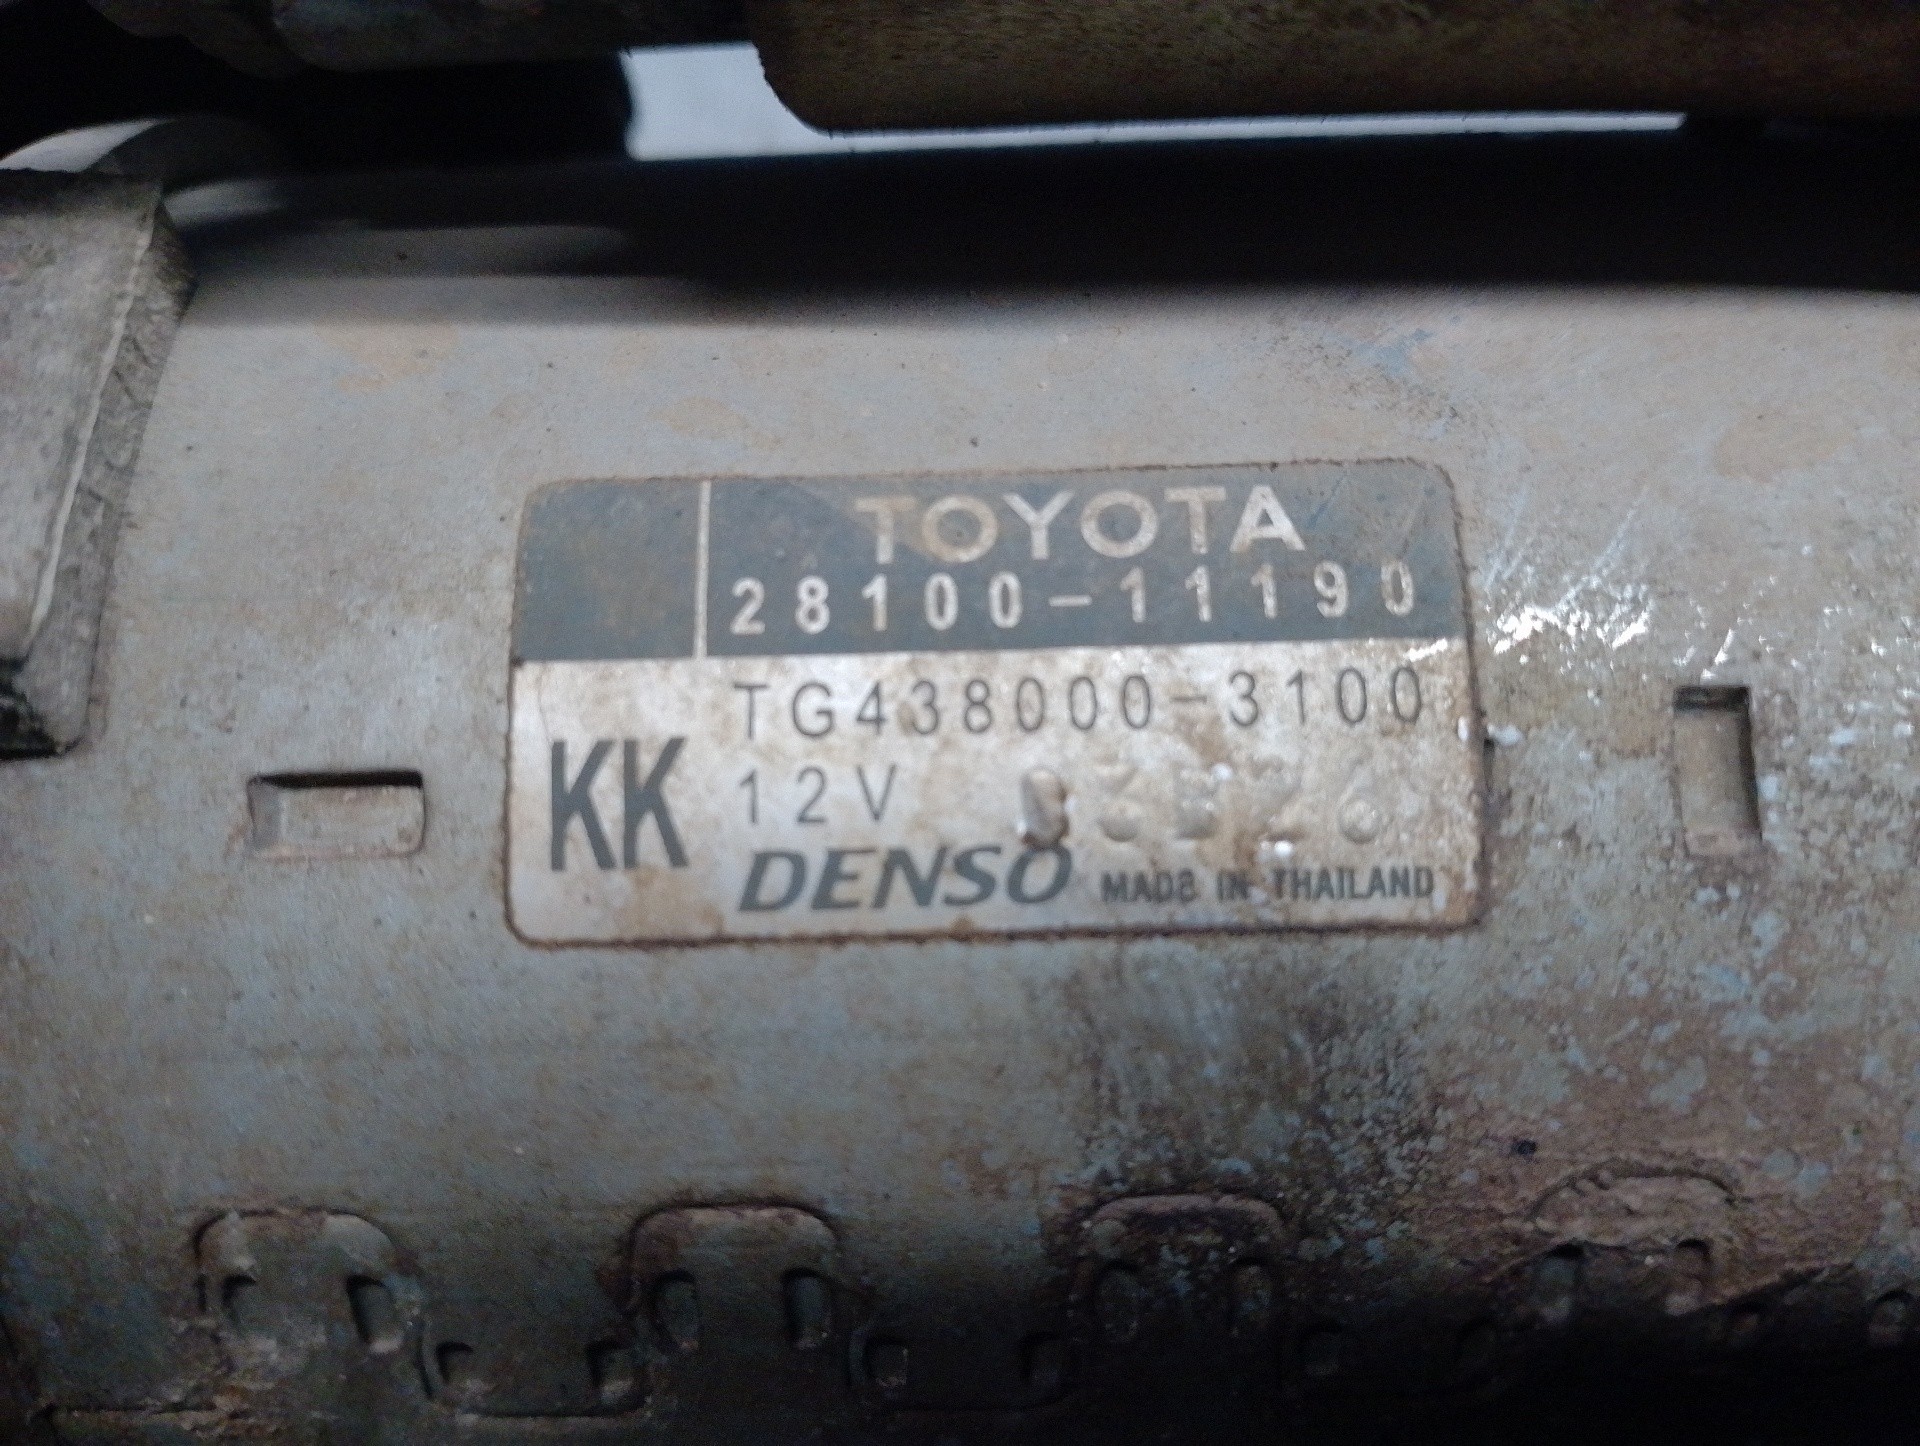 TOYOTA
28100-11190
TG438000-3100
KK
12V
DENSO MADE IN THAILAND